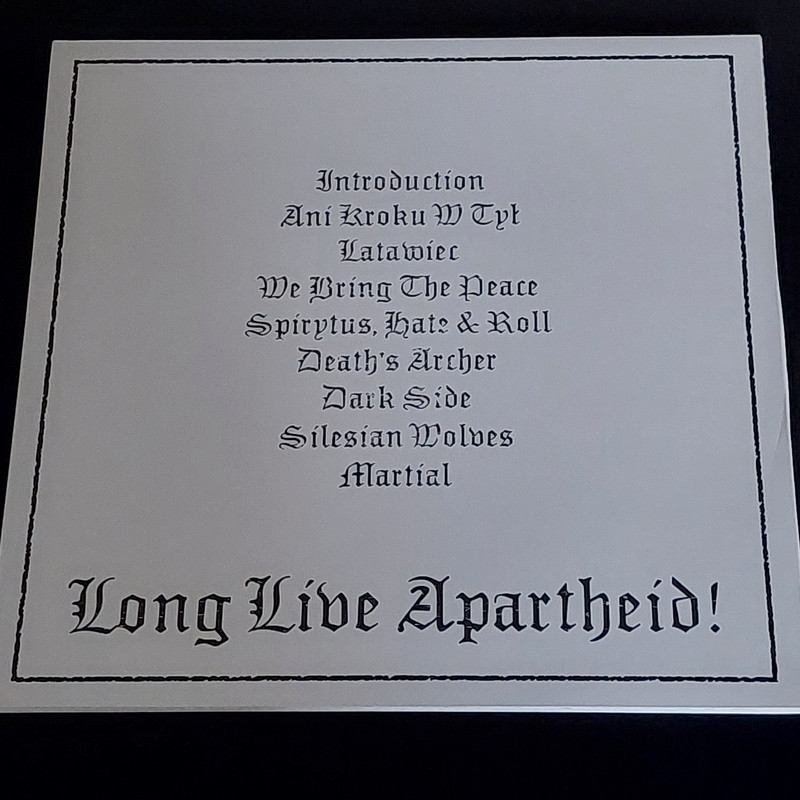 Introduction
Ani Kroku W Tył
Latawiec
We Bring The Peace
Spirytus, Hate & Roll
Death's Archer
Dark Side
Silesian Wolves
Martial
Long Live Apartheid!